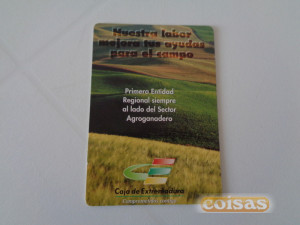 Nuestra labor
mejora tus ayudas
para el campo
Primera Entidad
Regional siempre
al lado del Sector
Agroganadero
Caja de Extremadura
coisas